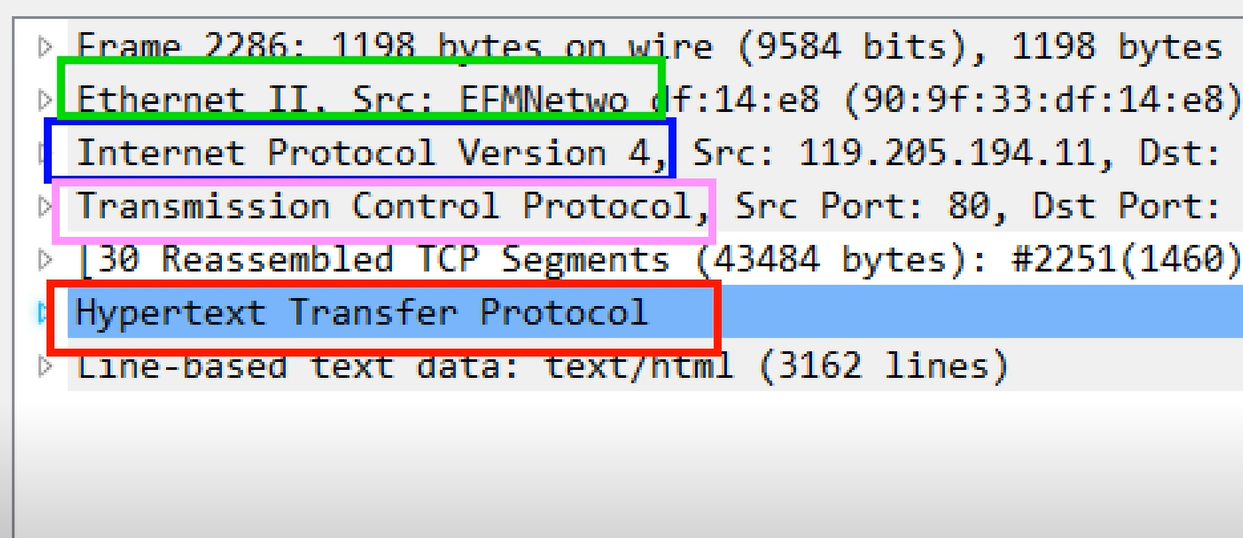 Frame 2286: 1198 bytes on wire (9584 bits), 1198 bytes
Ethernet II, Src: EFMNetwo_df:14:e8 (90:9f:33:df:14:e8)
Internet Protocol Version 4, Src: 119.205.194.11, Dst:
Transmission Control Protocol, Src Port: 80, Dst Port:
[30 Reassembled TCP Segments (43484 bytes): #2251(1460)
Hypertext Transfer Protocol
Line-based text data: text/html (3162 lines)